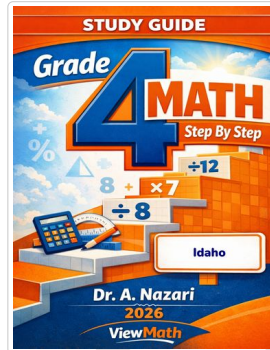 STUDY GUIDE
Grade
4
MATH
Step By Step
÷12
8 + ×7
÷8
Idaho
Dr. A. Nazari
2026
ViewMath